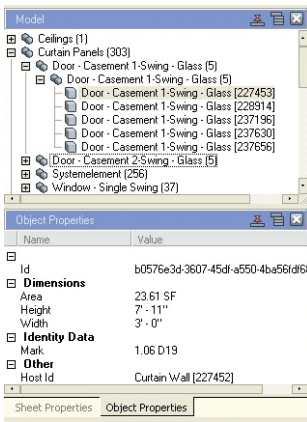 Model
Ceilings (1)
Curtain Panels (303)
Door - Casement 1-Swing - Glass (5)
Door - Casement 1-Swing - Glass (5)
Door - Casement 1-Swing - Glass [227453]
Door - Casement 1-Swing - Glass [228914]
Door - Casement 1-Swing - Glass [237196]
Door - Casement 1-Swing - Glass [237630]
Door - Casement 1-Swing - Glass [237656]
Door - Casement 2-Swing - Glass (5)
Systemelement (256)
Window - Single Swing (37)
Object Properties
Name Value
Id b0576e3d-3607-45df-a550-4ba56fdf68
Dimensions
Area 23.61 SF
Height 7' - 11"
Width 3' - 0"
Identity Data
Mark 1.06 D19
Other
Host Id Curtain Wall [227452]
Sheet Properties Object Properties